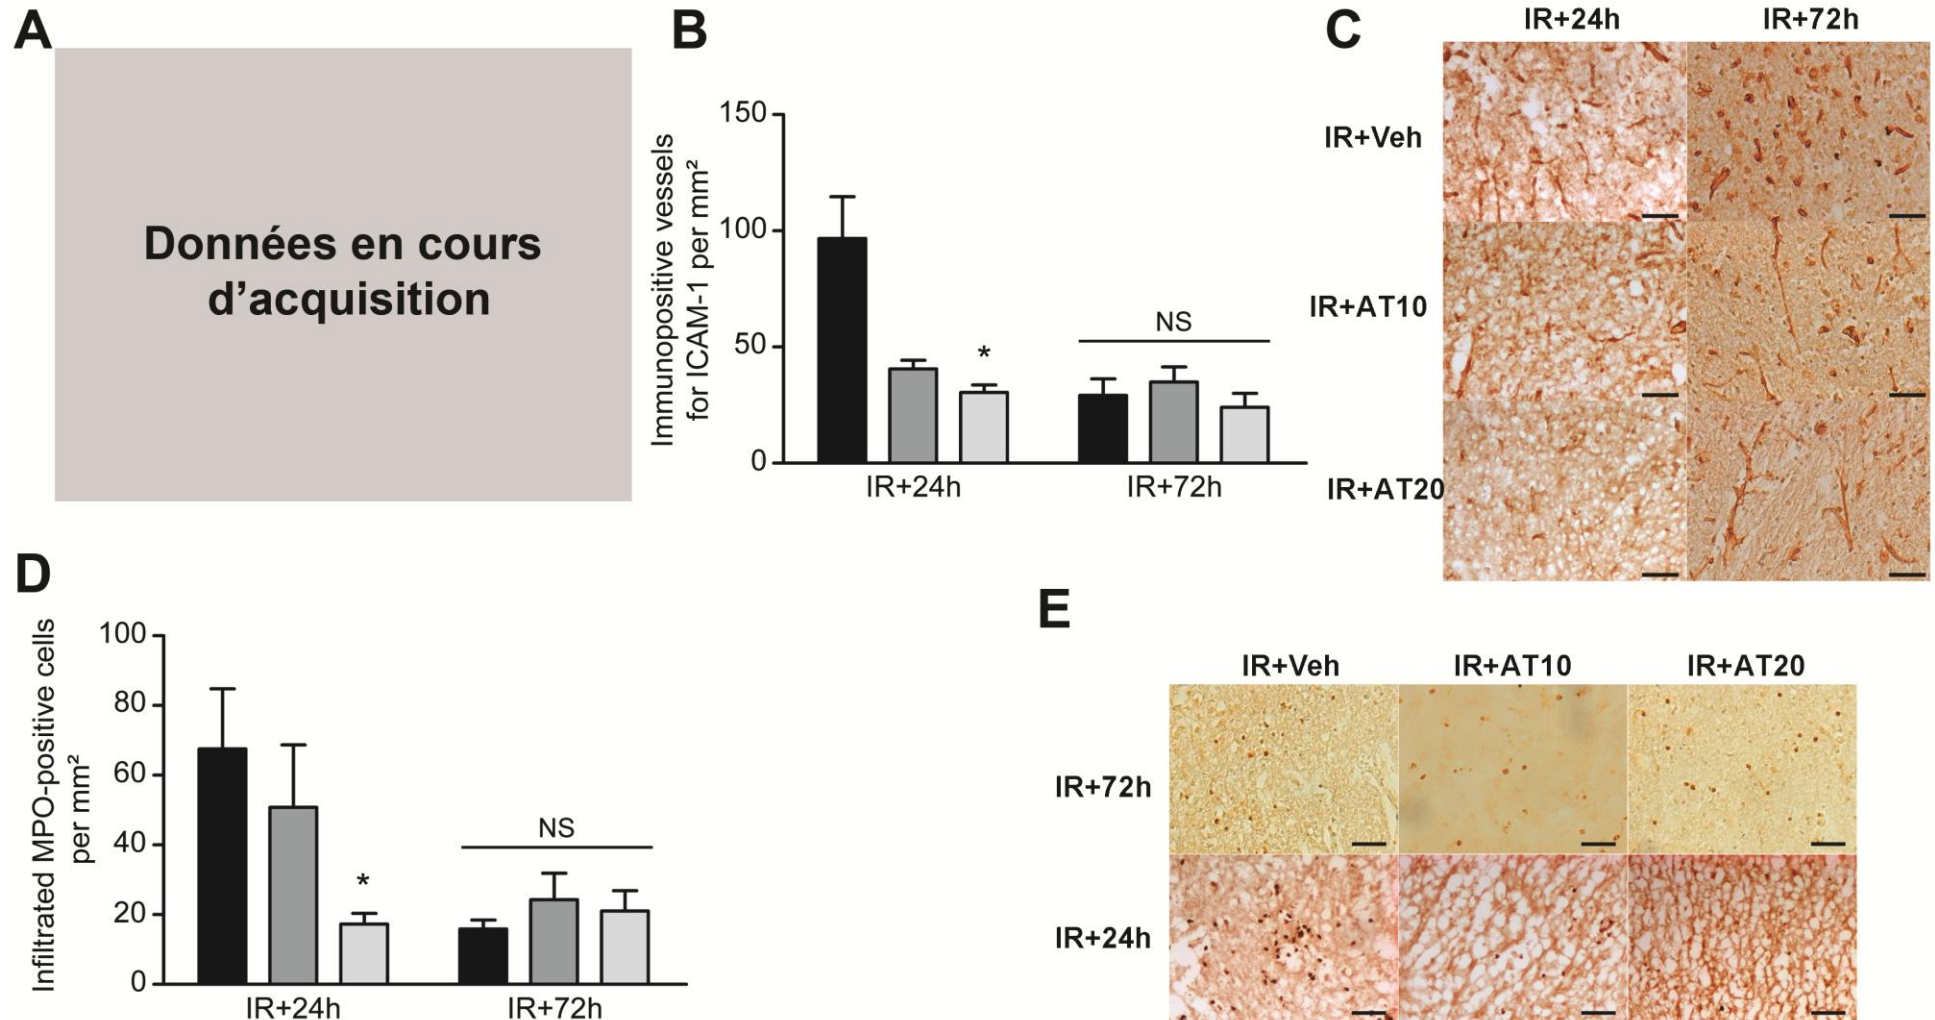 A
Données en cours
d’acquisition
B
Immunopositive vessels
for ICAM-1 per mm²
150
100
50
0
*
NS
IR+24h
IR+72h
C
IR+24h
IR+72h
IR+Veh
IR+AT10
IR+AT20
D
Infiltrated MPO-positive cells
per mm²
100
80
60
40
20
0
*
NS
IR+24h
IR+72h
E
IR+Veh
IR+AT10
IR+AT20
IR+72h
IR+24h